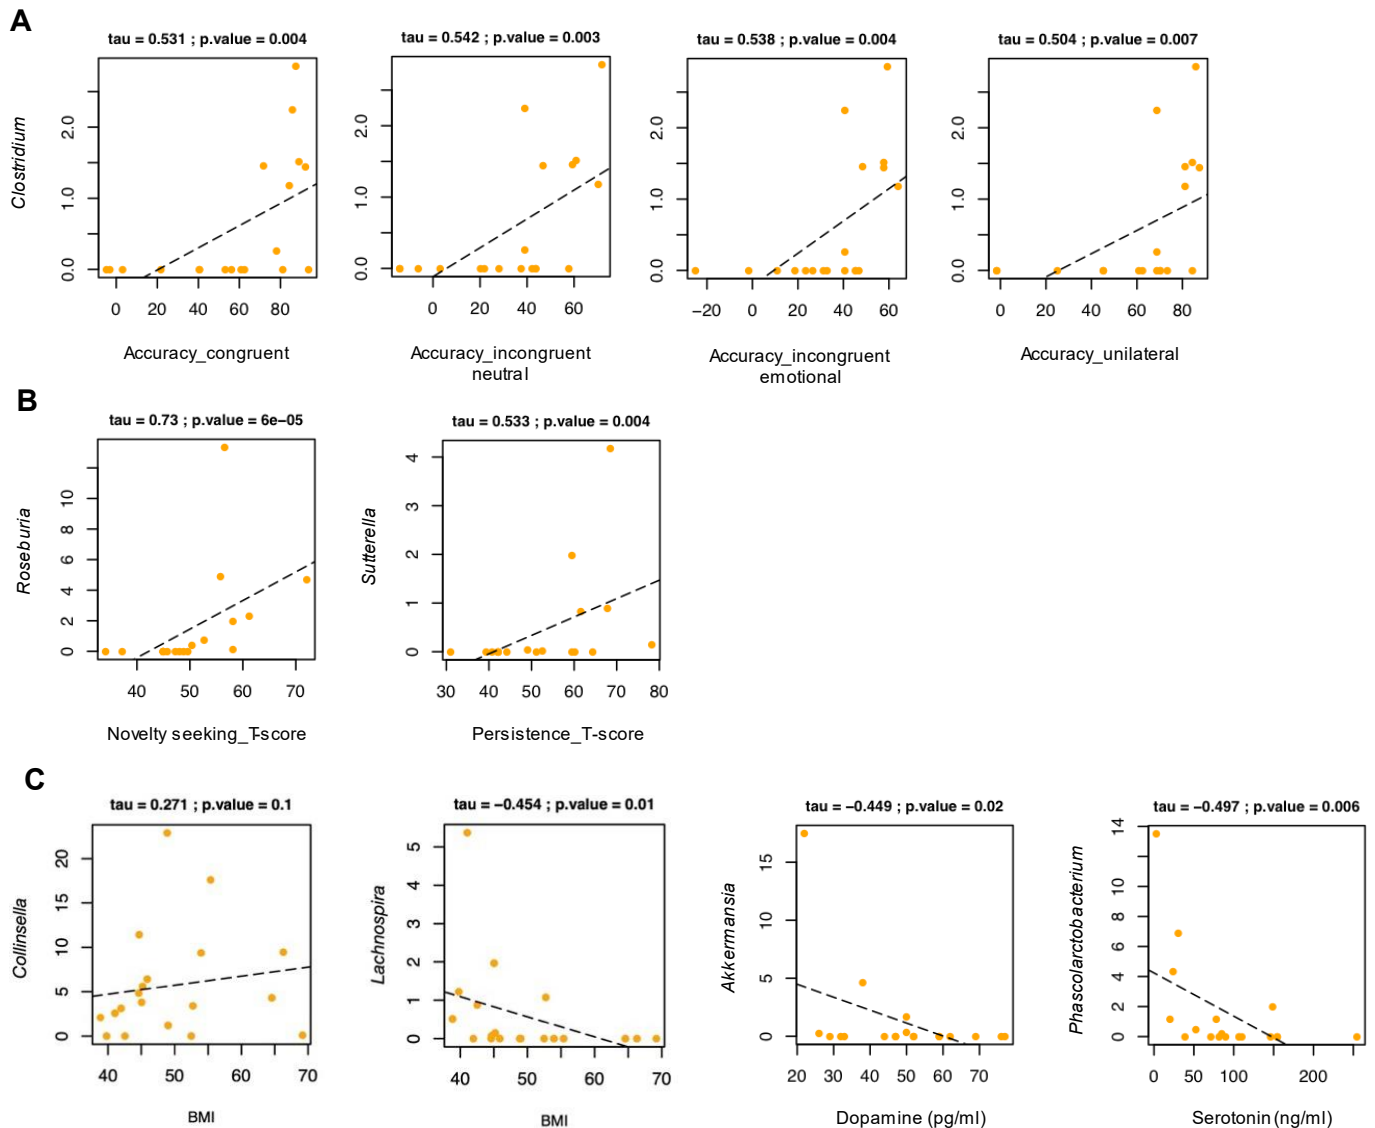 A
tau = 0.531 ; p.value = 0.004
tau = 0.542 ; p.value = 0.003
tau = 0.538 ; p.value = 0.004
tau = 0.504 ; p.value = 0.007
Clostridium
0.0 1.0 2.0
0.0 1.0 2.0
0.0 1.0 2.0
0.0 1.0 2.0
0 20 40 60 80
0 20 40 60
−20 0 20 40 60
0 20 40 60 80
Accuracy_congruent
Accuracy_incongruent
neutral
Accuracy_incongruent
emotional
Accuracy_unilateral
B
tau = 0.73 ; p.value = 6e−05
tau = 0.533 ; p.value = 0.004
Roseburia
0 2 4 6 8 10
Sutterella
0 1 2 3 4
40 50 60 70
30 40 50 60 70 80
Novelty seeking_T-score
Persistence_T-score
C
tau = 0.271 ; p.value = 0.1
tau = −0.454 ; p.value = 0.01
tau = −0.449 ; p.value = 0.02
tau = −0.497 ; p.value = 0.006
Collinsella
0 5 10 15 20
Lachnospira
0 1 2 3 4 5
Akkermansia
0 5 10 15
Phascolarctobacterium
0 2 4 6 8 10 14
40 50 60 70
40 50 60 70
20 30 40 50 60 70
0 50 100 200
BMI
BMI
Dopamine (pg/ml)
Serotonin (ng/ml)